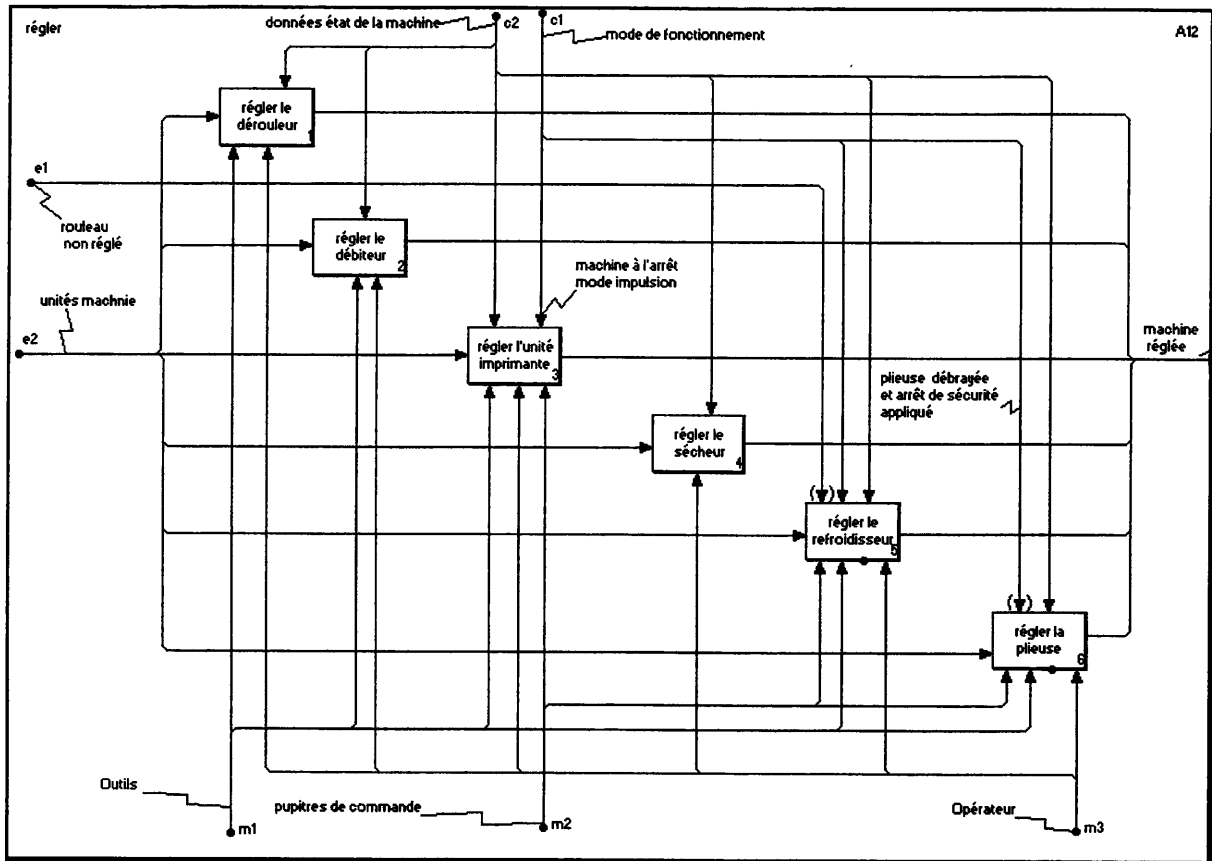 données état de la machine
c2
c1
régler
mode de fonctionnement
A12
régler le
dérouleur
1
e1
rouleau
non réglé
régler le
débiteur
2
machine à l'arrêt
mode impulsion
unités machnie
e2
régler l'unité
imprimante
3
machine
réglée
plieuse débrayée
et arrêt de sécurité
appliqué
régler le
sécheur
4
( )
régler le
refroidisseur
5
( )
régler la
plieuse
6
Outils
pupitres de commande
Opérateur
m1
m2
m3